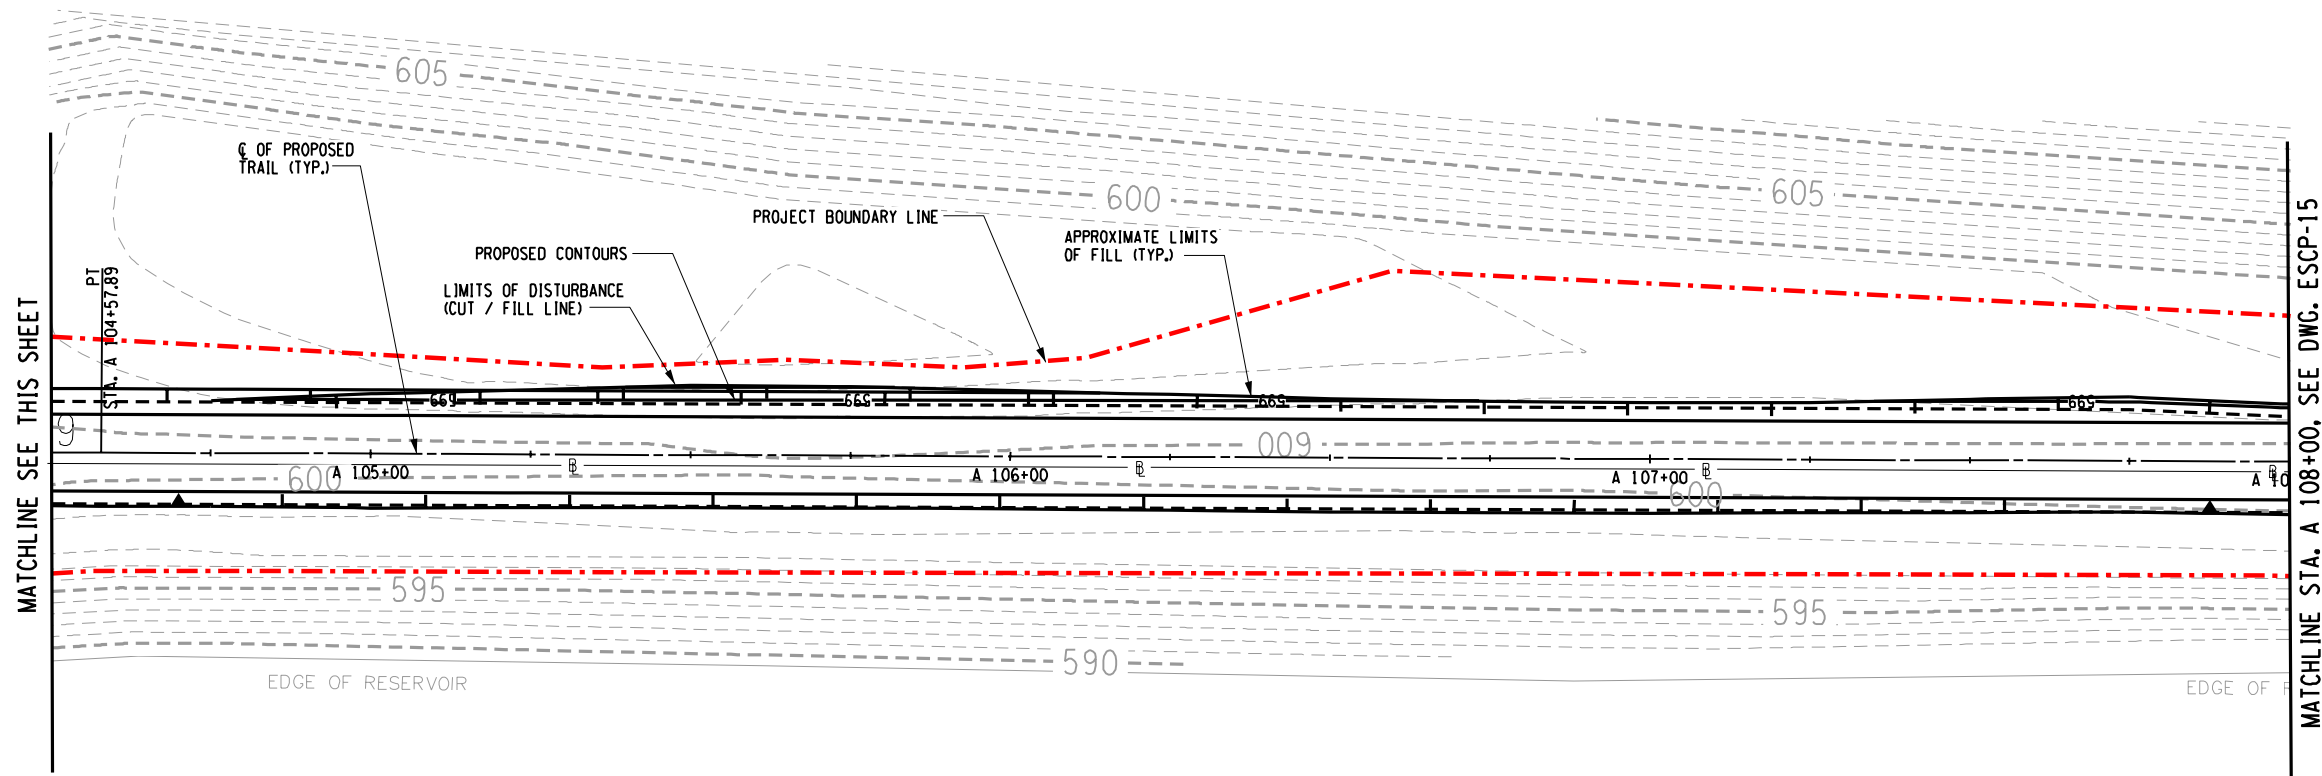 605
℄ OF PROPOSED
TRAIL (TYP.)
600
605
PROJECT BOUNDARY LINE
APPROXIMATE LIMITS
OF FILL (TYP.)
PROPOSED CONTOURS
LIMITS OF DISTURBANCE
(CUT / FILL LINE)
PT
STA. A 104+57.89
MATCHLINE SEE THIS SHEET
MATCHLINE STA. A 108+00, SEE DWG. ESCP-15
599
599
599
599
600
600
A 105+00
A 106+00
A 107+00
600
595
595
590
EDGE OF RESERVOIR
EDGE OF